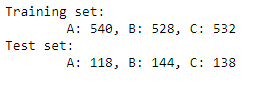 Training set:
A: 540, B: 528, C: 532
Test set:
A: 118, B: 144, C: 138